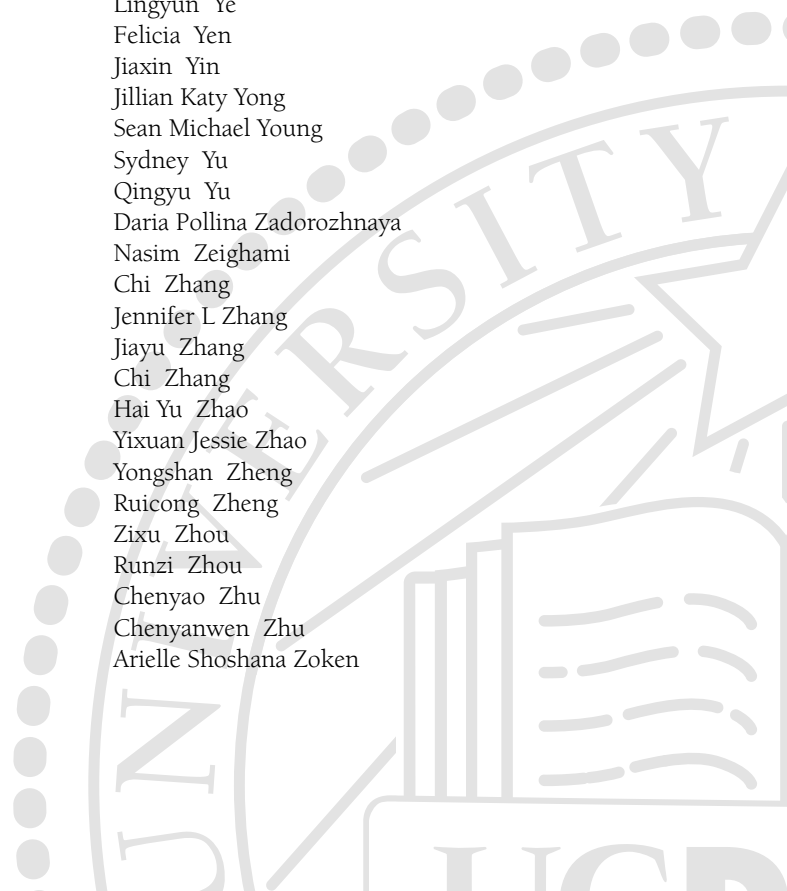 Lingyun Ye
Felicia Yen
Jiaxin Yin
Jillian Katy Yong
Sean Michael Young
Sydney Yu
Qingyu Yu
Daria Pollina Zadorozhnaya
Nasim Zeighami
Chi Zhang
Jennifer L Zhang
Jiayu Zhang
Chi Zhang
Hai Yu Zhao
Yixuan Jessie Zhao
Yongshan Zheng
Ruicong Zheng
Zixu Zhou
Runzi Zhou
Chenyao Zhu
Chenyanwen Zhu
Arielle Shoshana Zoken
UNIVERSITY
UCD